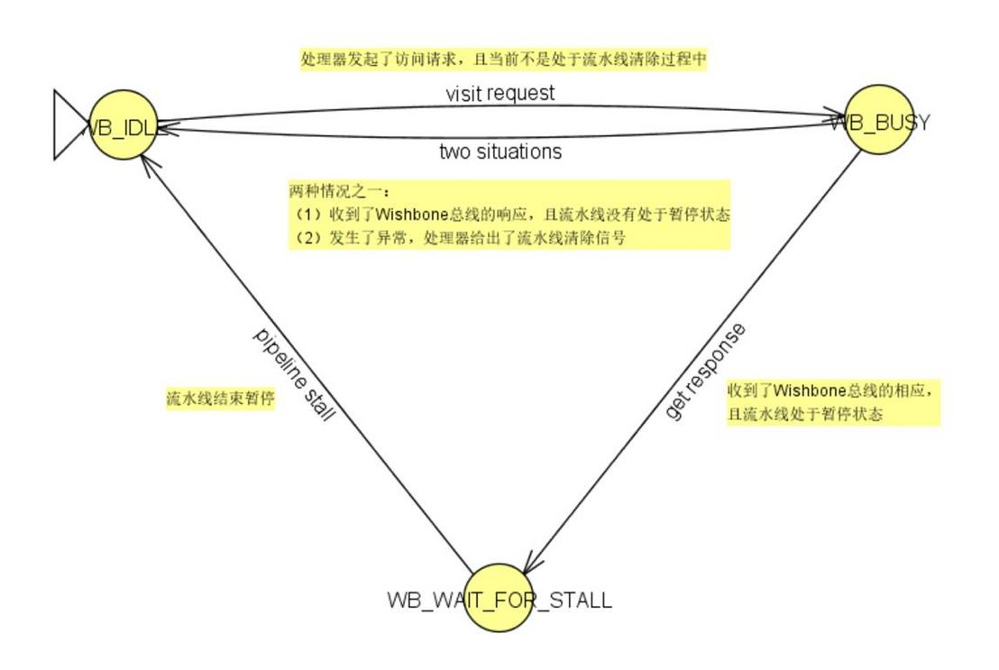 处理器发起了访问请求，且当前不是处于流水线清除过程中
visit request
WB_IDLE
WB_BUSY
two situations
两种情况之一：
（1）收到了Wishbone总线的响应，且流水线没有处于暂停状态
（2）发生了异常，处理器给出了流水线清除信号
pipeline stall
get response
流水线结束暂停
收到了Wishbone总线的相应，
且流水线处于暂停状态
WB_WAIT_FOR_STALL